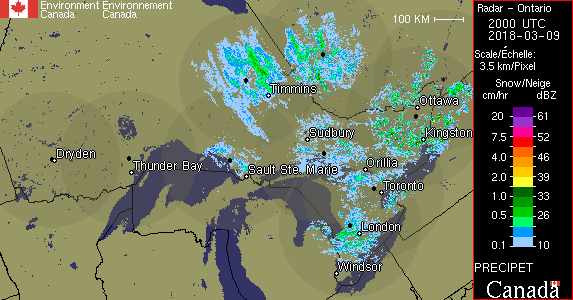 Environment Environnement
Canada Canada
100 KM
Timmins
Ottawa
Sudbury
Kingston
Dryden
Thunder Bay
Sault Ste. Marie
Orillia
Toronto
London
Windsor
Radar - Ontario
2000 UTC
2018-03-09
Scale/Échelle:
3.5 km/Pixel
Snow/Neige
cm/hr dBZ
20 61
7.5 57
5.5 52
4.0 46
2.0 39
1.0 33
0.5 26
0.1 10
PRECIPET
Canada